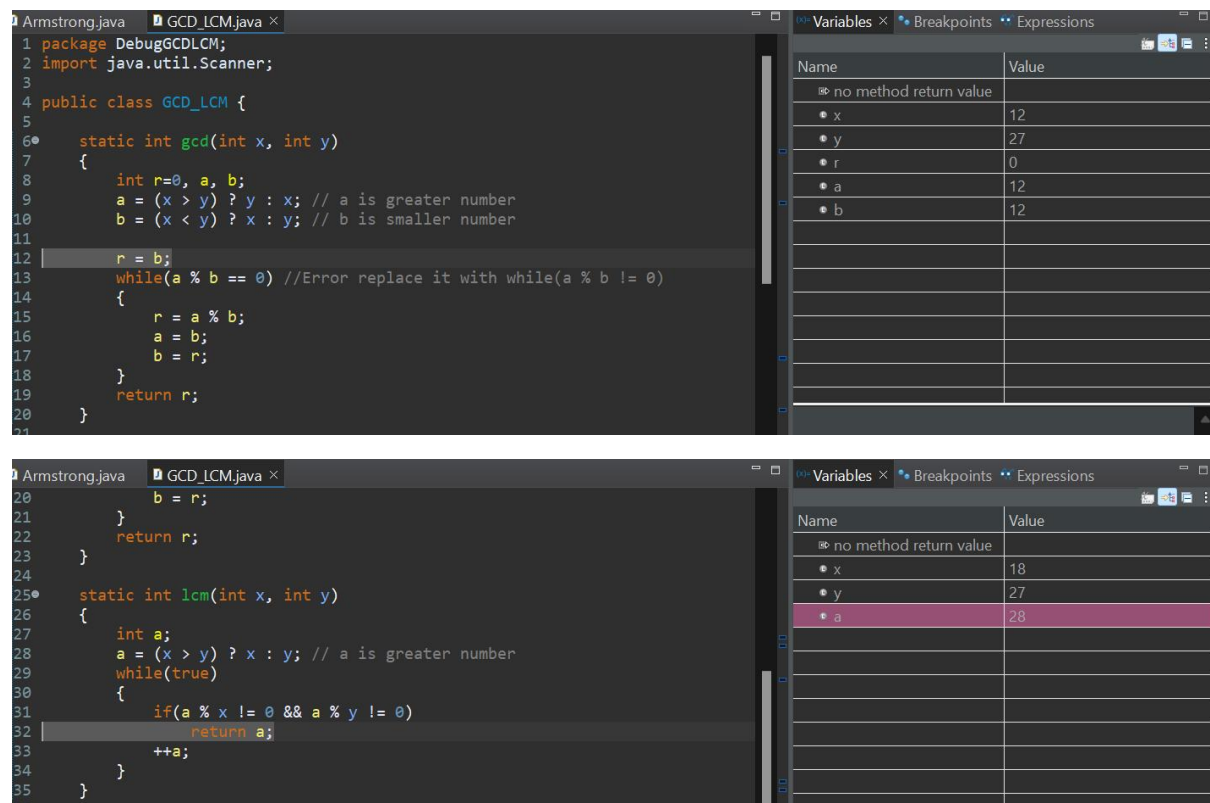 Armstrong.java GCD_LCM.java ×
1 package DebugGCDLCM;
2 import java.util.Scanner;
3
4 public class GCD_LCM {
5
6 static int gcd(int x, int y)
7 {
8 int r=0, a, b;
9 a = (x > y) ? y : x; // a is greater number
10 b = (x < y) ? x : y; // b is smaller number
11
12 r = b;
13 while(a % b == 0) //Error replace it with while(a % b != 0)
14 {
15 r = a % b;
16 a = b;
17 b = r;
18 }
19 return r;
20 }
21
(x)= Variables × Breakpoints Expressions
Name Value
no method return value
x 12
y 27
r 0
a 12
b 12
Armstrong.java GCD_LCM.java ×
20 b = r;
21 }
22 return r;
23 }
24
25 static int lcm(int x, int y)
26 {
27 int a;
28 a = (x > y) ? x : y; // a is greater number
29 while(true)
30 {
31 if(a % x != 0 && a % y != 0)
32 return a;
33 ++a;
34 }
35 }
(x)= Variables × Breakpoints Expressions
Name Value
no method return value
x 18
y 27
a 28